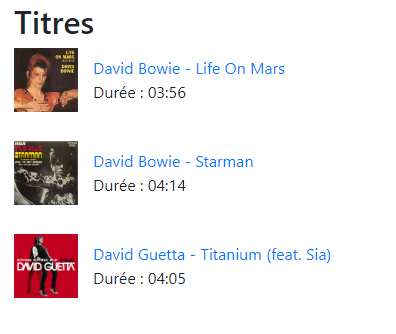 Titres
LIFE
ON MARS
DAVID
BOWIE
David Bowie - Life On Mars
Durée : 03:56
STARMAN
David Bowie - Starman
Durée : 04:14
DAVID GUETTA
David Guetta - Titanium (feat. Sia)
Durée : 04:05